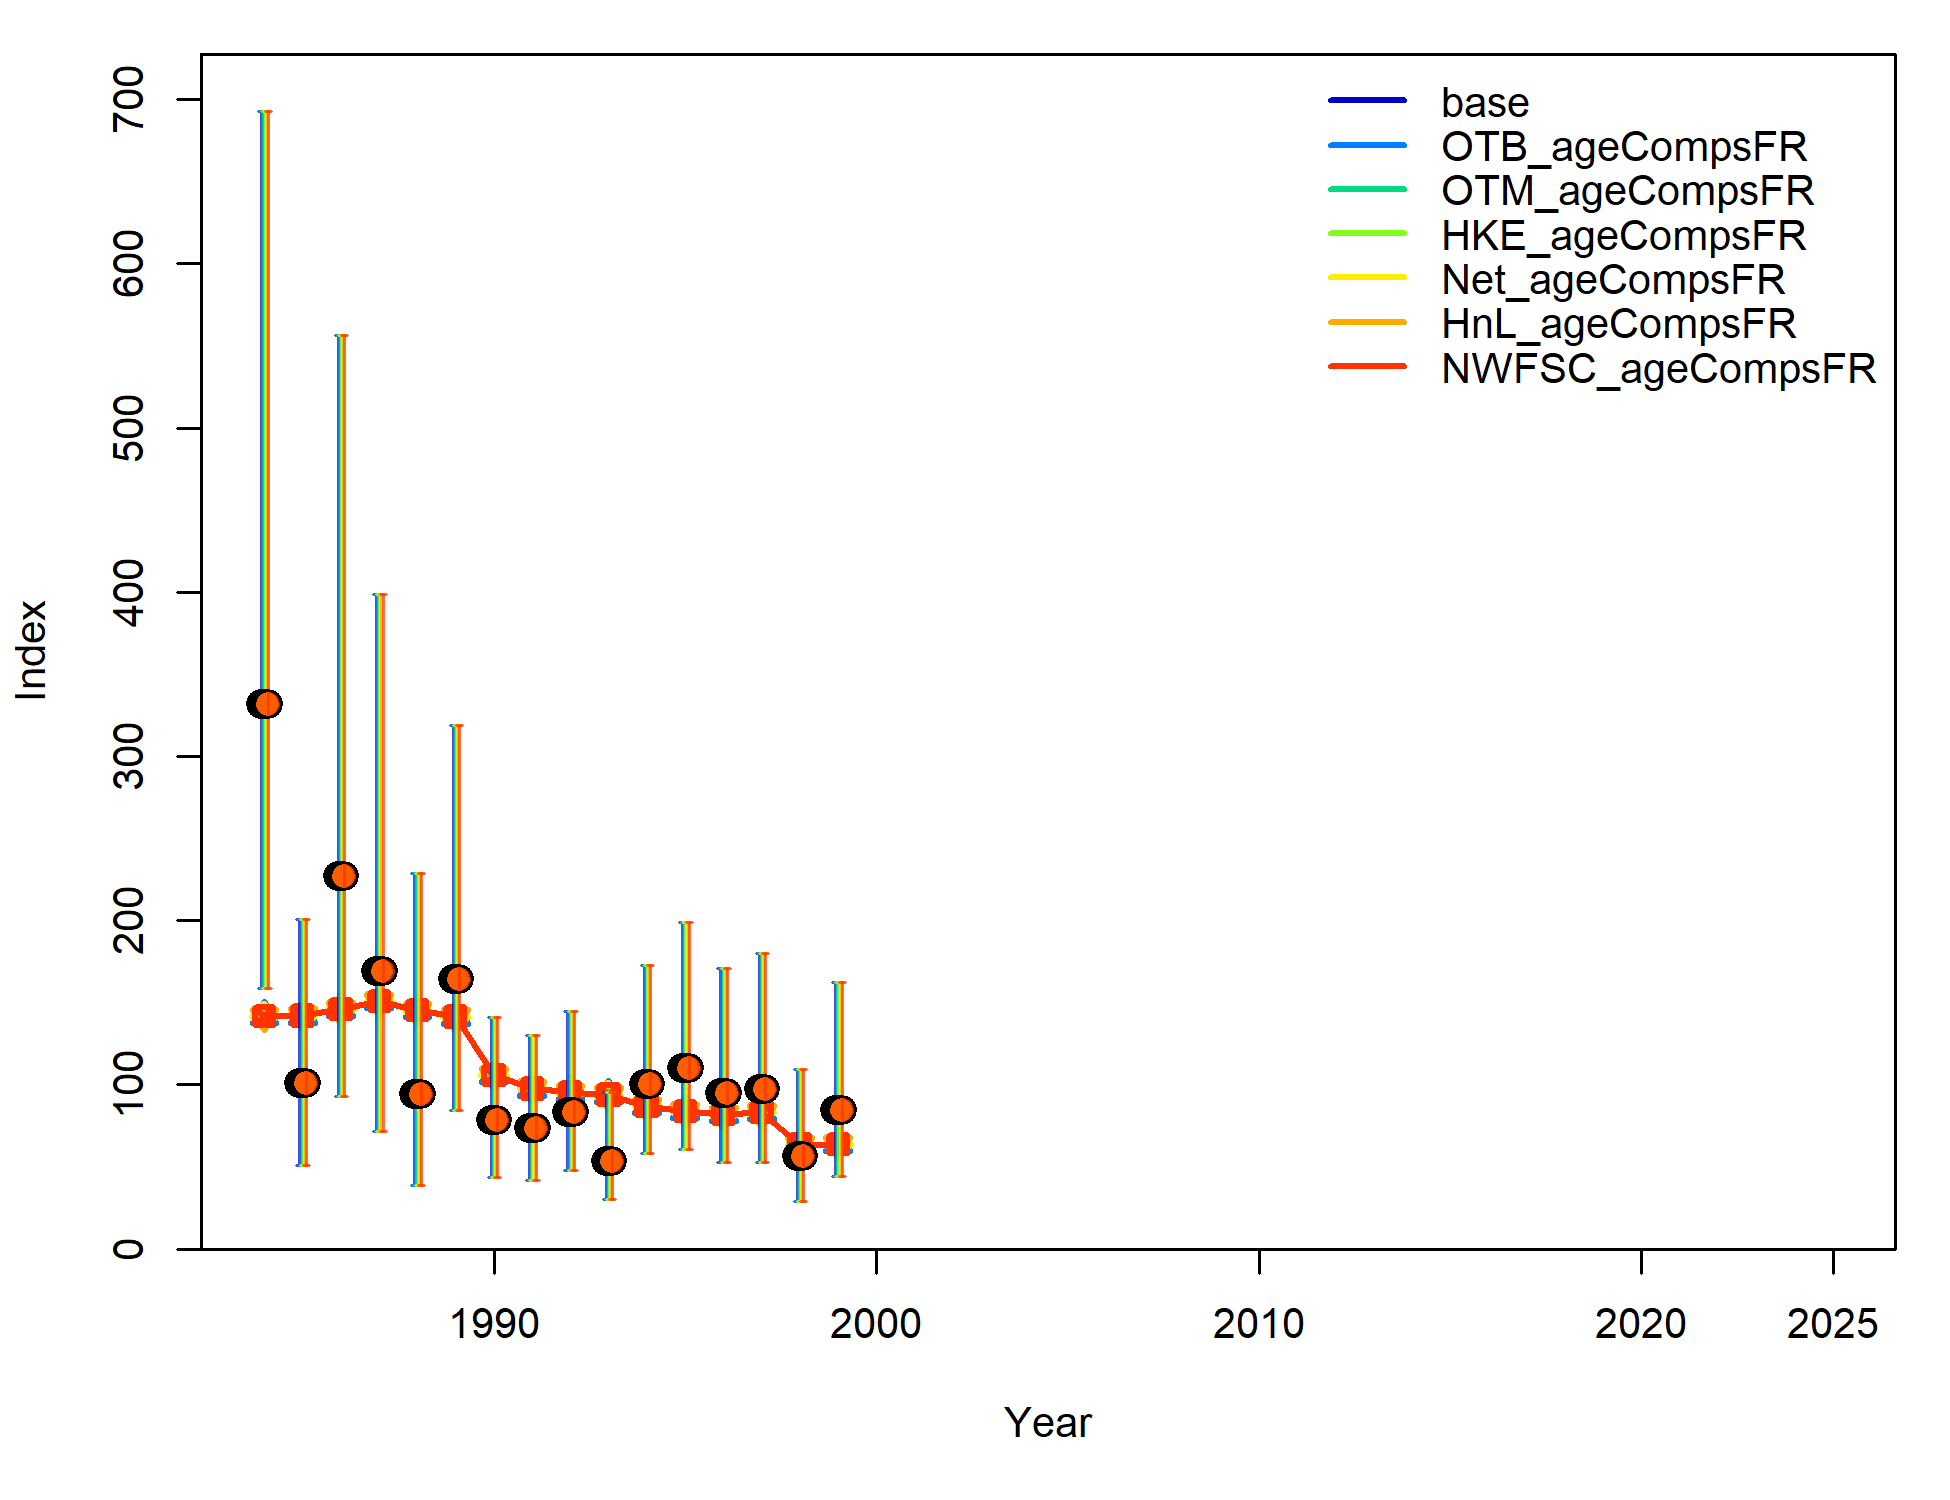 700
600
500
400
300
200
100
0
Index
base
OTB_ageCompsFR
OTM_ageCompsFR
HKE_ageCompsFR
Net_ageCompsFR
HnL_ageCompsFR
NWFSC_ageCompsFR
1990
2000
2010
2020
2025
Year